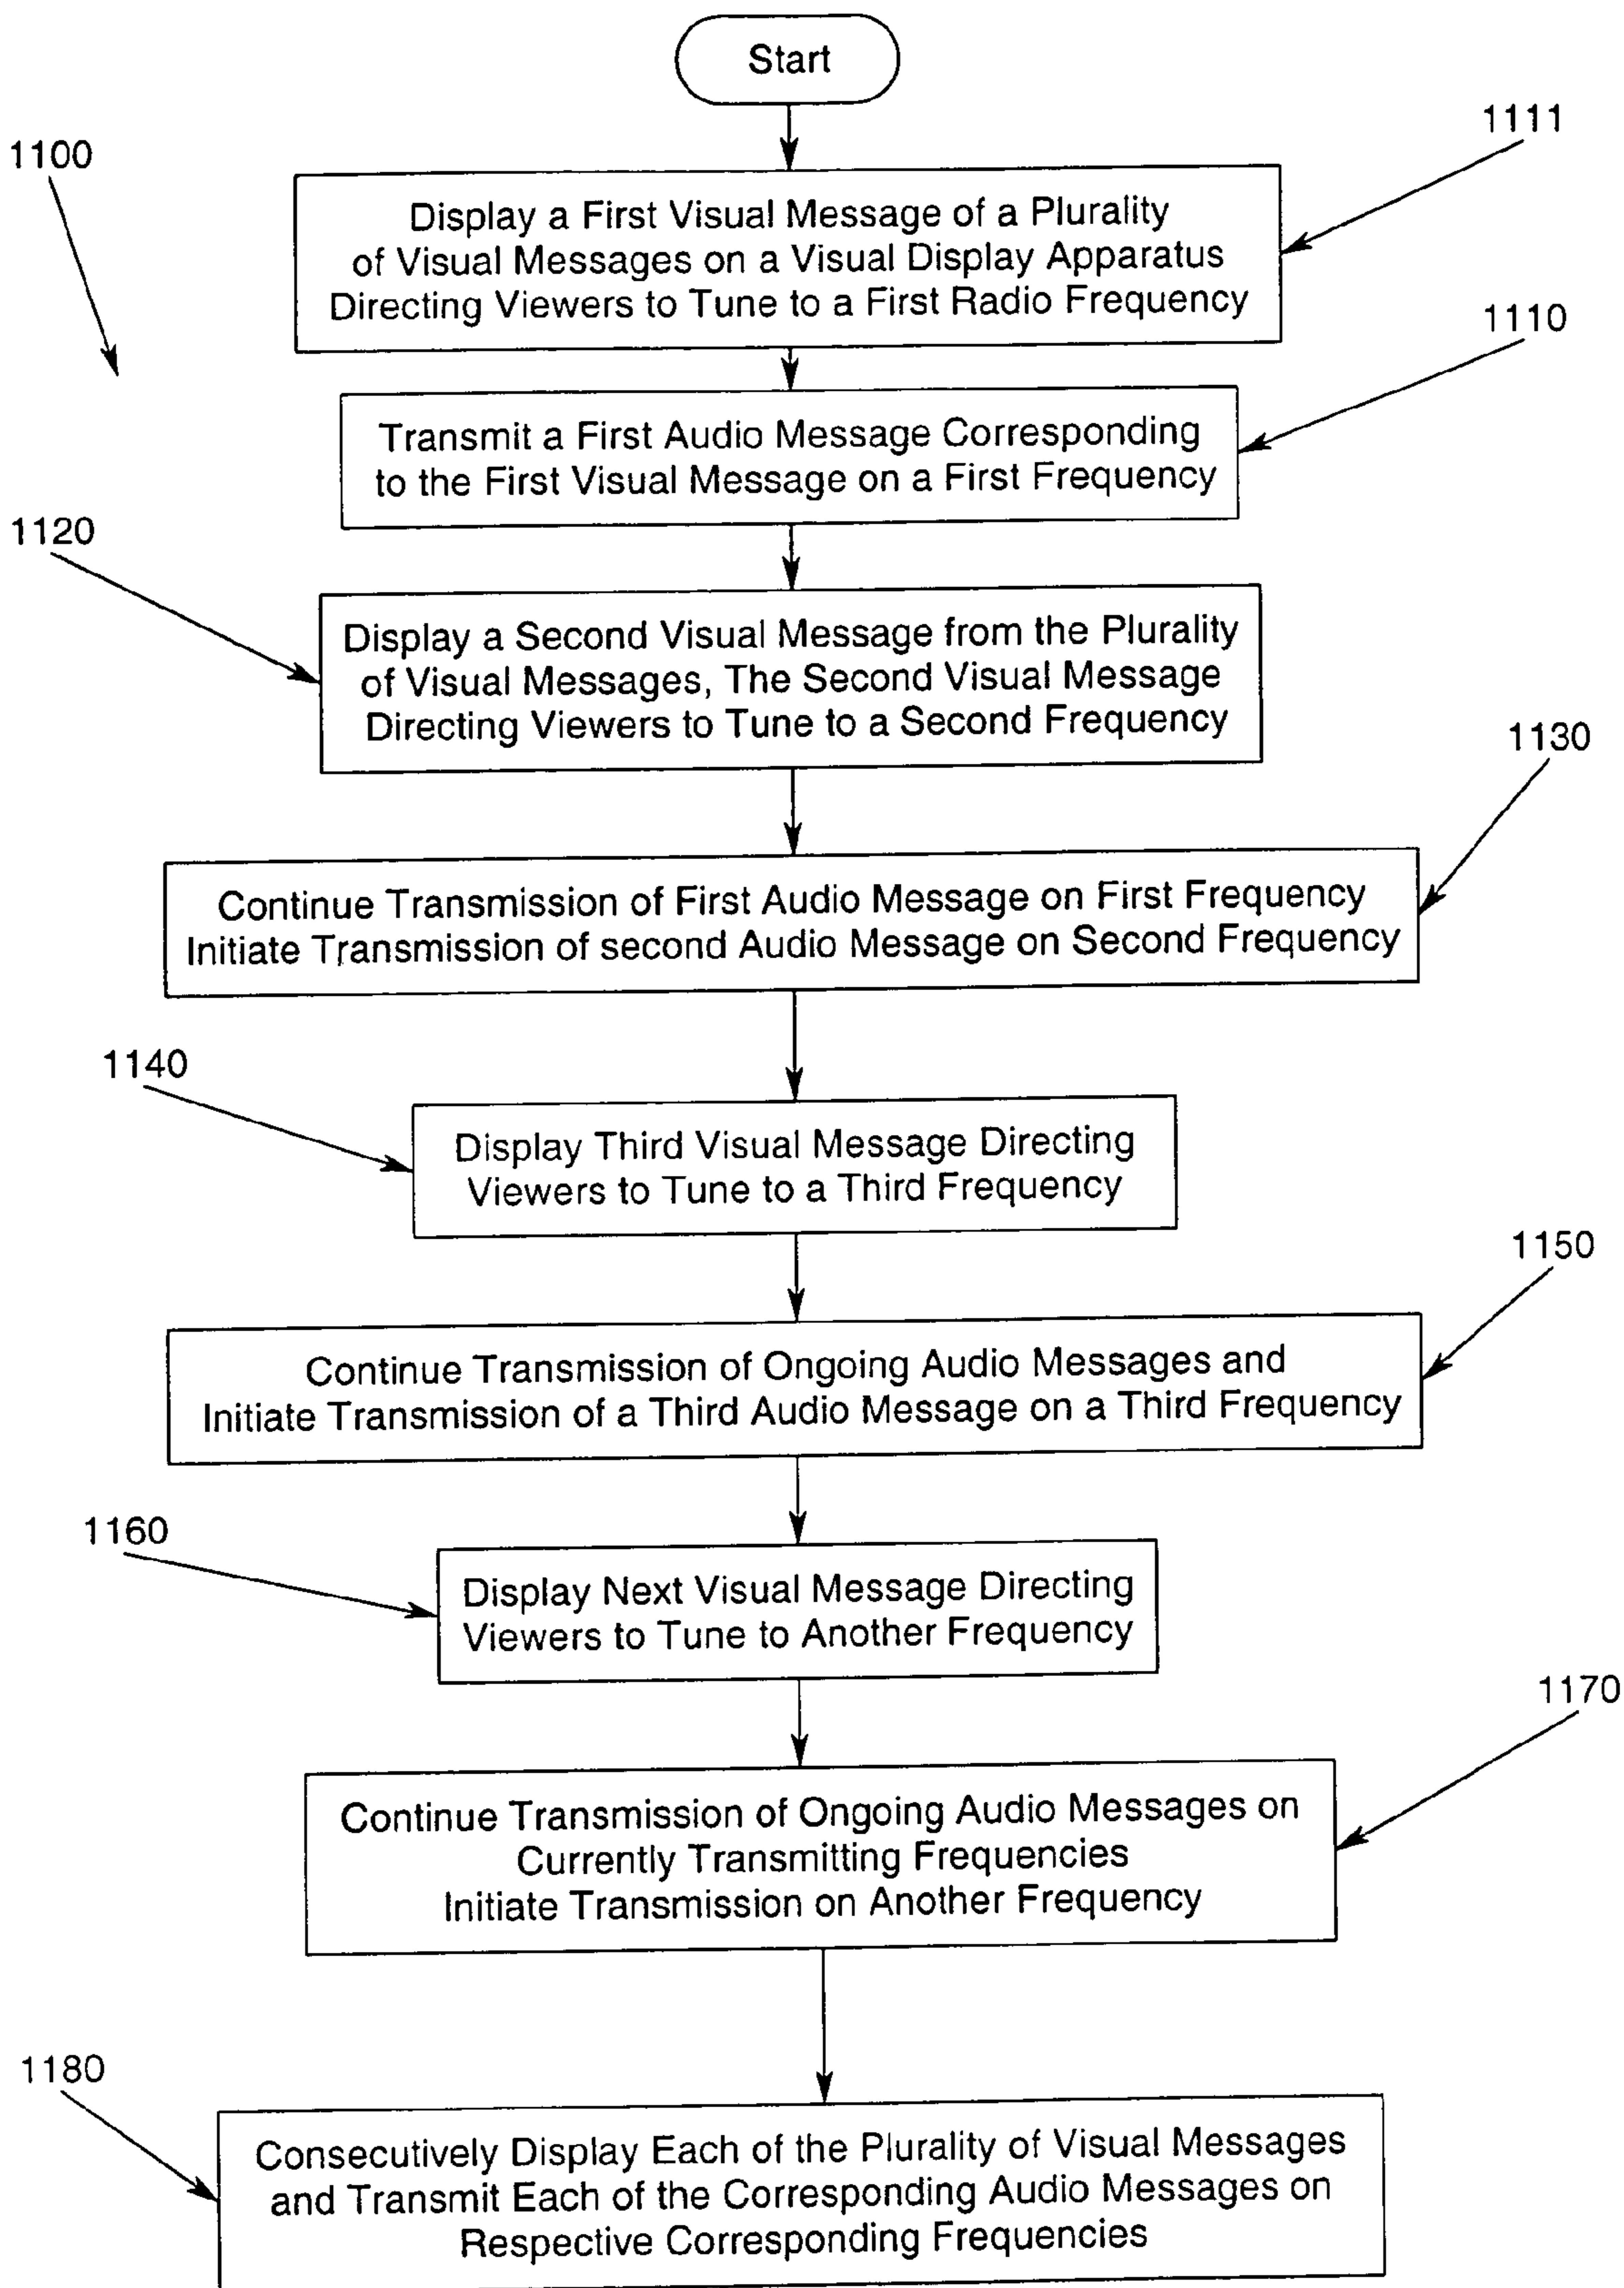 Start
1100
1111
Display a First Visual Message of a Plurality
of Visual Messages on a Visual Display Apparatus
Directing Viewers to Tune to a First Radio Frequency
1110
Transmit a First Audio Message Corresponding
to the First Visual Message on a First Frequency
1120
Display a Second Visual Message from the Plurality
of Visual Messages, The Second Visual Message
Directing Viewers to Tune to a Second Frequency
1130
Continue Transmission of First Audio Message on First Frequency
Initiate Transmission of second Audio Message on Second Frequency
1140
Display Third Visual Message Directing
Viewers to Tune to a Third Frequency
1150
Continue Transmission of Ongoing Audio Messages and
Initiate Transmission of a Third Audio Message on a Third Frequency
1160
Display Next Visual Message Directing
Viewers to Tune to Another Frequency
1170
Continue Transmission of Ongoing Audio Messages on
Currently Transmitting Frequencies
Initiate Transmission on Another Frequency
1180
Consecutively Display Each of the Plurality of Visual Messages
and Transmit Each of the Corresponding Audio Messages on
Respective Corresponding Frequencies